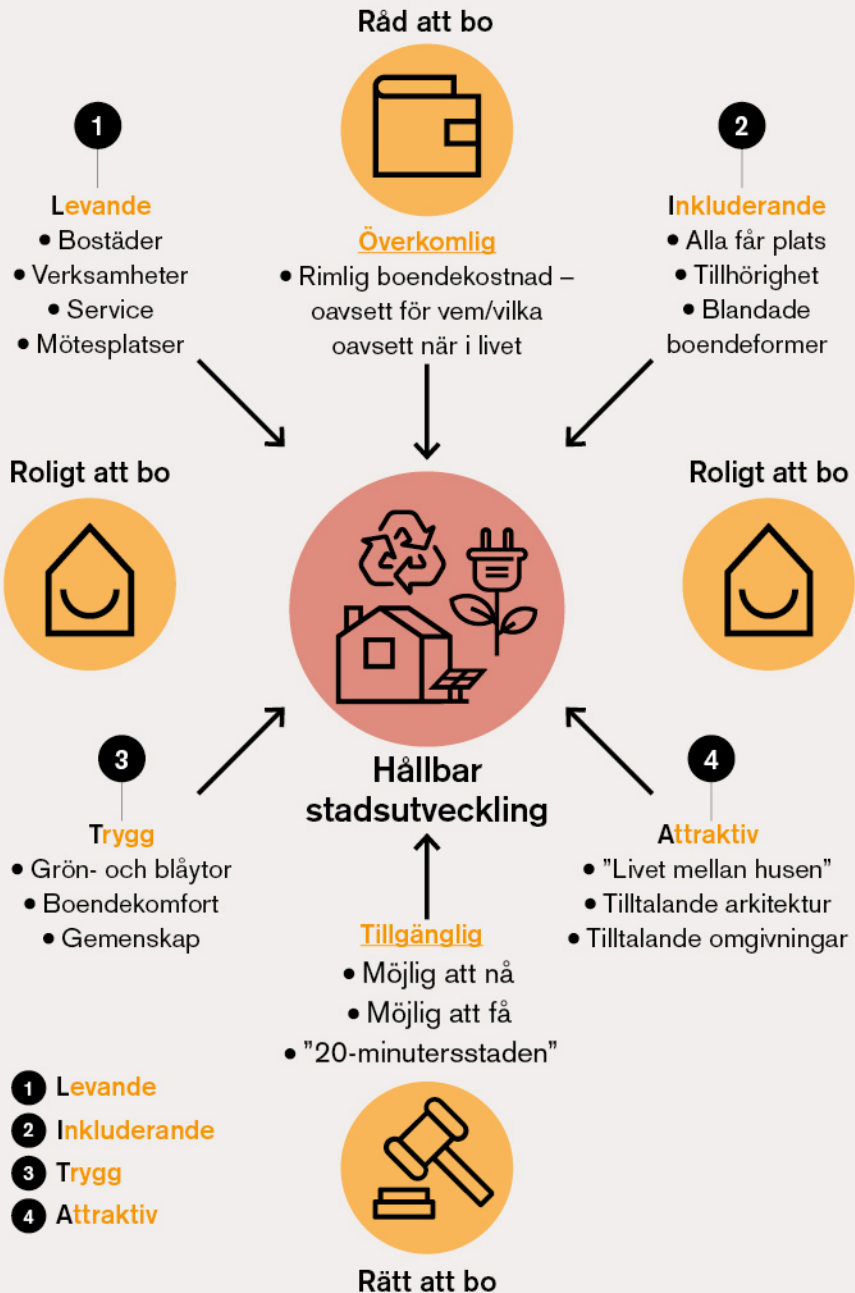 Råd att bo
1
Levande
• Bostäder
• Verksamheter
• Service
• Mötesplatser
Överkomlig
• Rimlig boendekostnad –
oavsett för vem/vilka
oavsett när i livet
2
Inkluderande
• Alla får plats
• Tillhörighet
• Blandade
boendeformer
Roligt att bo
Roligt att bo
Hållbar
stadsutveckling
3
Trygg
• Grön- och blåytor
• Boendekomfort
• Gemenskap
Tillgänglig
• Möjlig att nå
• Möjlig att få
• ”20-minutersstaden”
4
Attraktiv
• ”Livet mellan husen”
• Tilltalande arkitektur
• Tilltalande omgivningar
1 Levande
2 Inkluderande
3 Trygg
4 Attraktiv
Rätt att bo